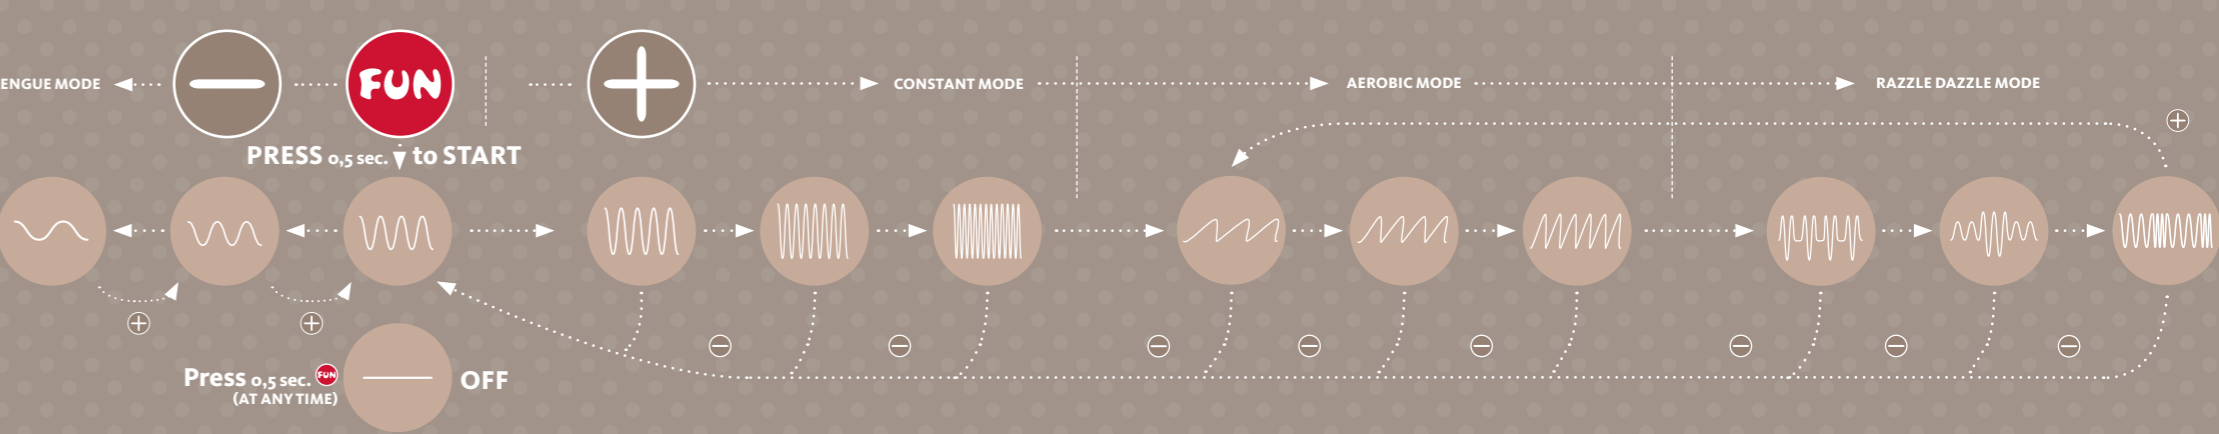 ENGUE MODE
FUN
CONSTANT MODE
AEROBIC MODE
RAZZLE DAZZLE MODE
PRESS 0,5 sec. to START
Press 0,5 sec. FUN
(AT ANY TIME)
OFF